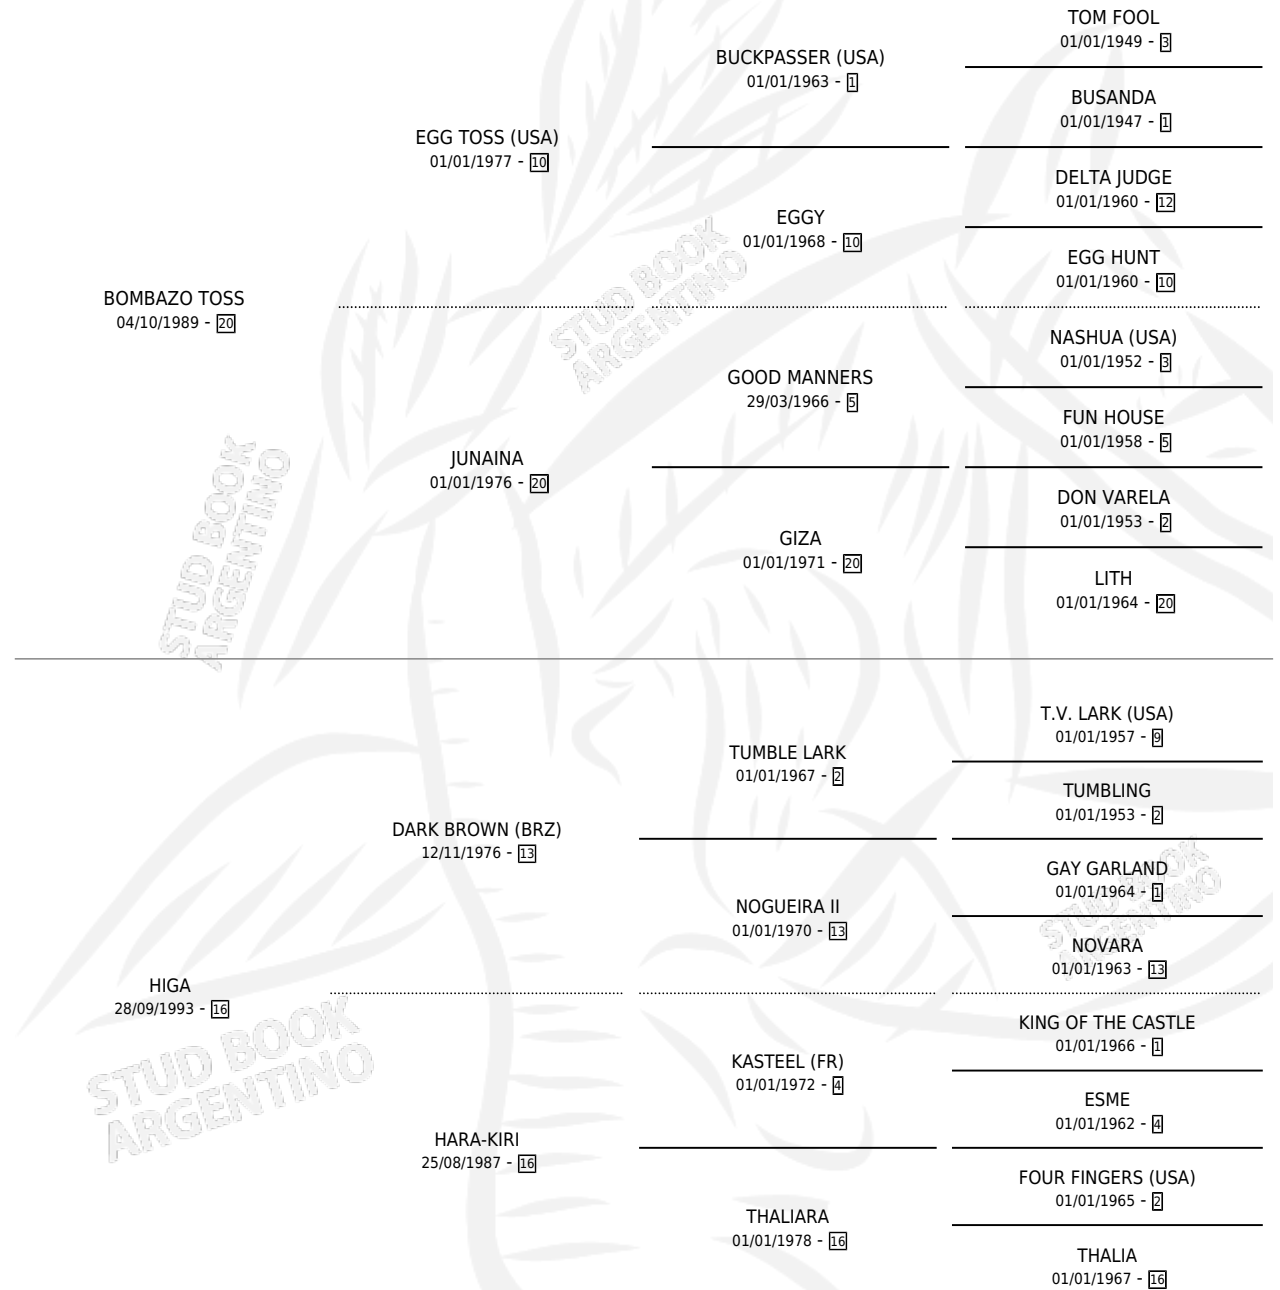 TOM FOOL
01/01/1949 - 3
BUCKPASSER (USA)
01/01/1963 - 1
BUSANDA
01/01/1947 - 1
EGG TOSS (USA)
01/01/1977 - 10
DELTA JUDGE
01/01/1960 - 12
EGGY
01/01/1968 - 10
EGG HUNT
01/01/1960 - 10
BOMBAZO TOSS
04/10/1989 - 20
STUD BOOK
ARGENTINO
NASHUA (USA)
01/01/1952 - 3
GOOD MANNERS
29/03/1966 - 5
FUN HOUSE
01/01/1958 - 5
JUNAINA
01/01/1976 - 20
DON VARELA
01/01/1953 - 2
GIZA
01/01/1971 - 20
LITH
01/01/1964 - 20
STUD BOOK
ARGENTINO
T.V. LARK (USA)
01/01/1957 - 9
TUMBLE LARK
01/01/1967 - 2
TUMBLING
01/01/1953 - 2
DARK BROWN (BRZ)
12/11/1976 - 13
GAY GARLAND
01/01/1964 - 1
NOGUEIRA II
01/01/1970 - 13
NOVARA
01/01/1963 - 13
STUD BOOK
ARGENTINO
HIGA
28/09/1993 - 16
STUD BOOK
ARGENTINO
KING OF THE CASTLE
01/01/1966 - 1
KASTEEL (FR)
01/01/1972 - 4
ESME
01/01/1962 - 4
HARA-KIRI
25/08/1987 - 16
FOUR FINGERS (USA)
01/01/1965 - 2
THALIARA
01/01/1978 - 16
THALIA
01/01/1967 - 16